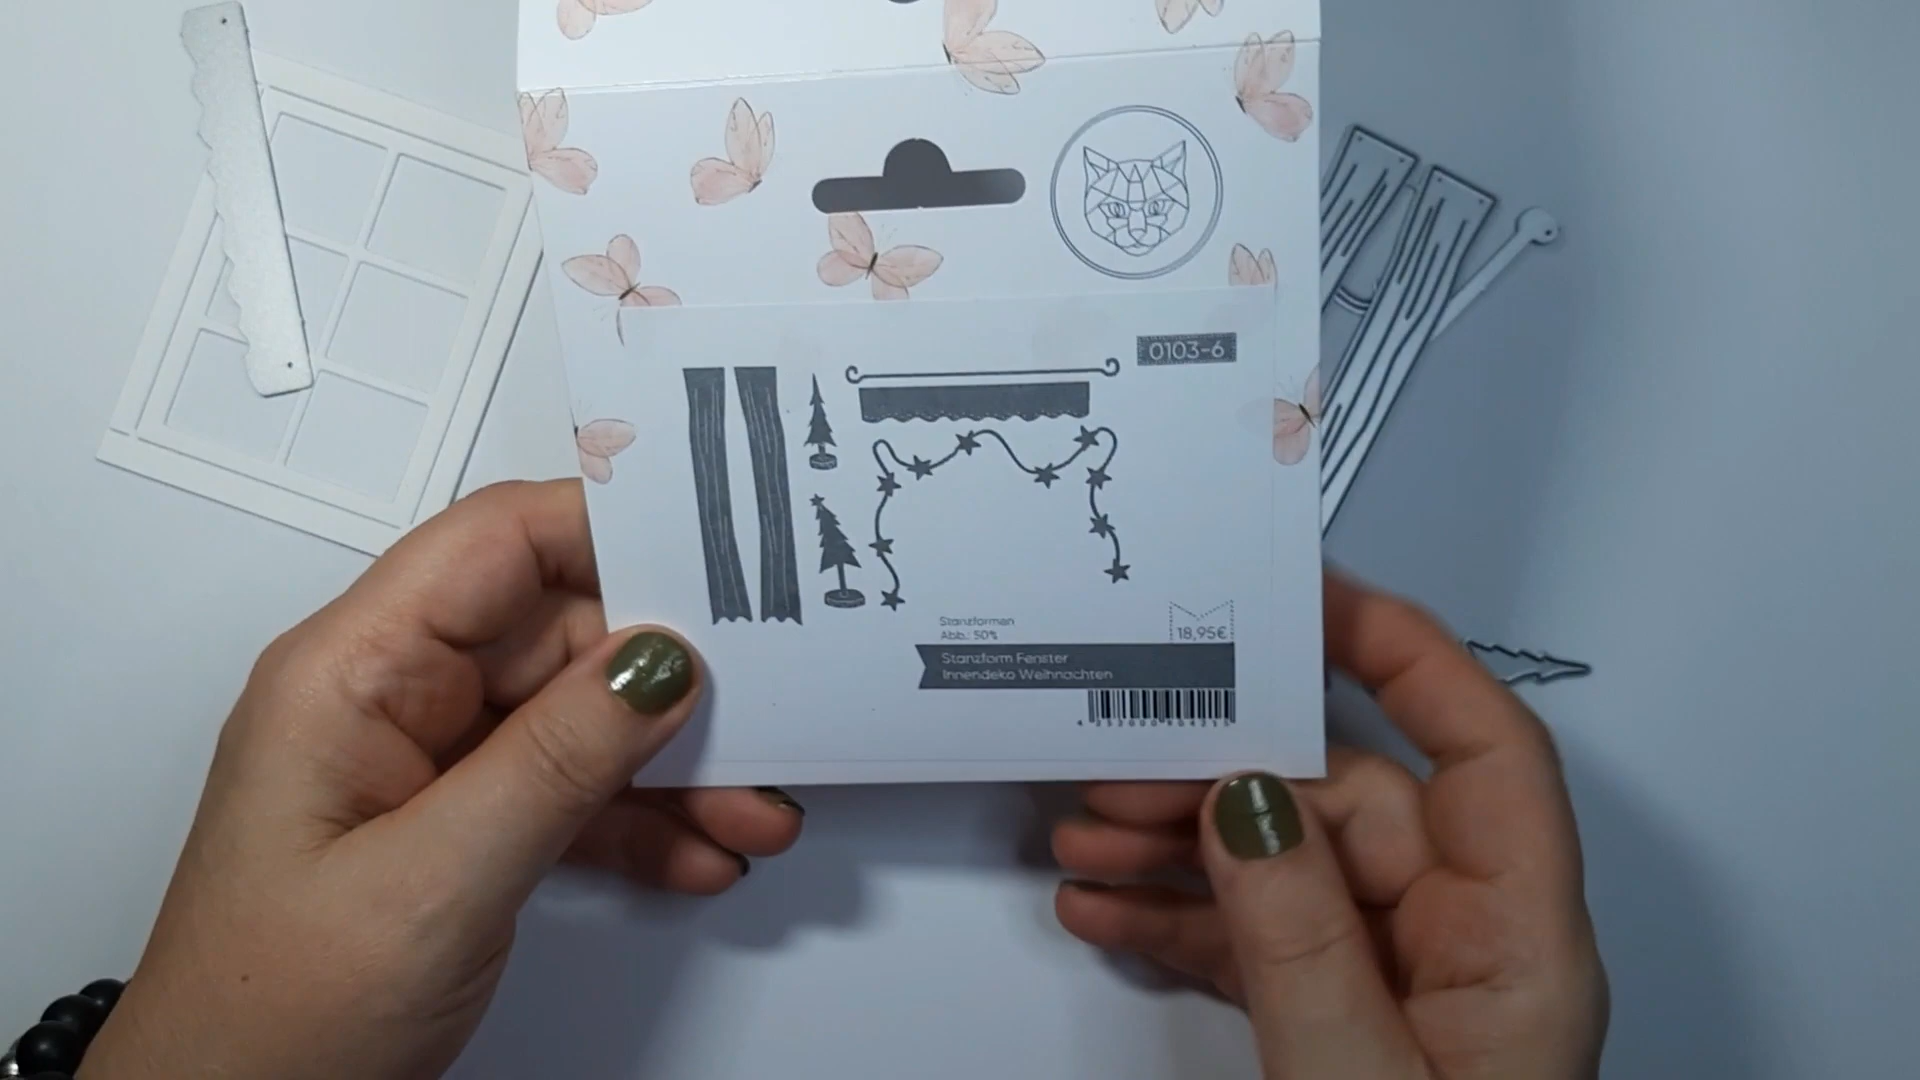 0103-6
Stanzformen
Abb.: 50%
18,95€
Stanzform Fenster
Innendeko Weihnachten